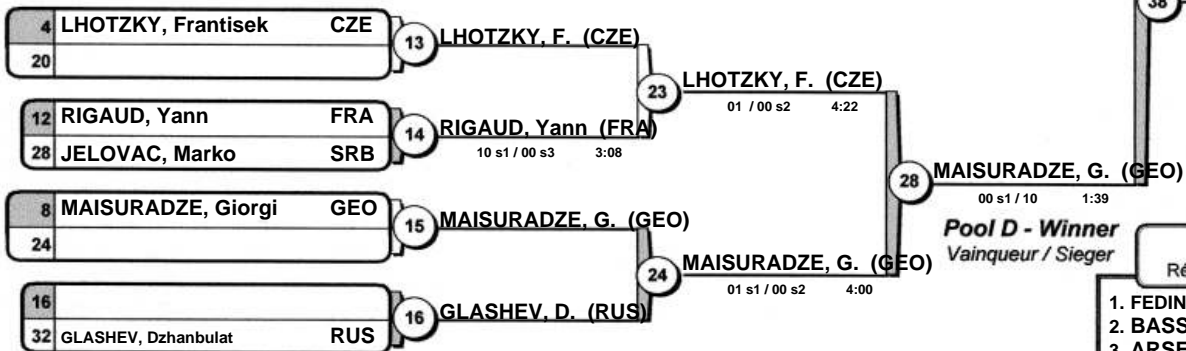 38
4 LHOTZKY, Frantisek CZE
20
13 LHOTZKY, F. (CZE)
12 RIGAUD, Yann FRA
28 JELOVAC, Marko SRB
14 RIGAUD, Yann (FRA)
10 s1 / 00 s3 3:08
23 LHOTZKY, F. (CZE)
01 / 00 s2 4:22
8 MAISURADZE, Giorgi GEO
24
15 MAISURADZE, G. (GEO)
16
32 GLASHEV, Dzhanbulat RUS
16 GLASHEV, D. (RUS)
24 MAISURADZE, G. (GEO)
01 s1 / 00 s2 4:00
28 MAISURADZE, G. (GEO)
00 s1 / 10 1:39
Pool D - Winner
Vainqueur / Sieger
1. FEDIN
2. BASS